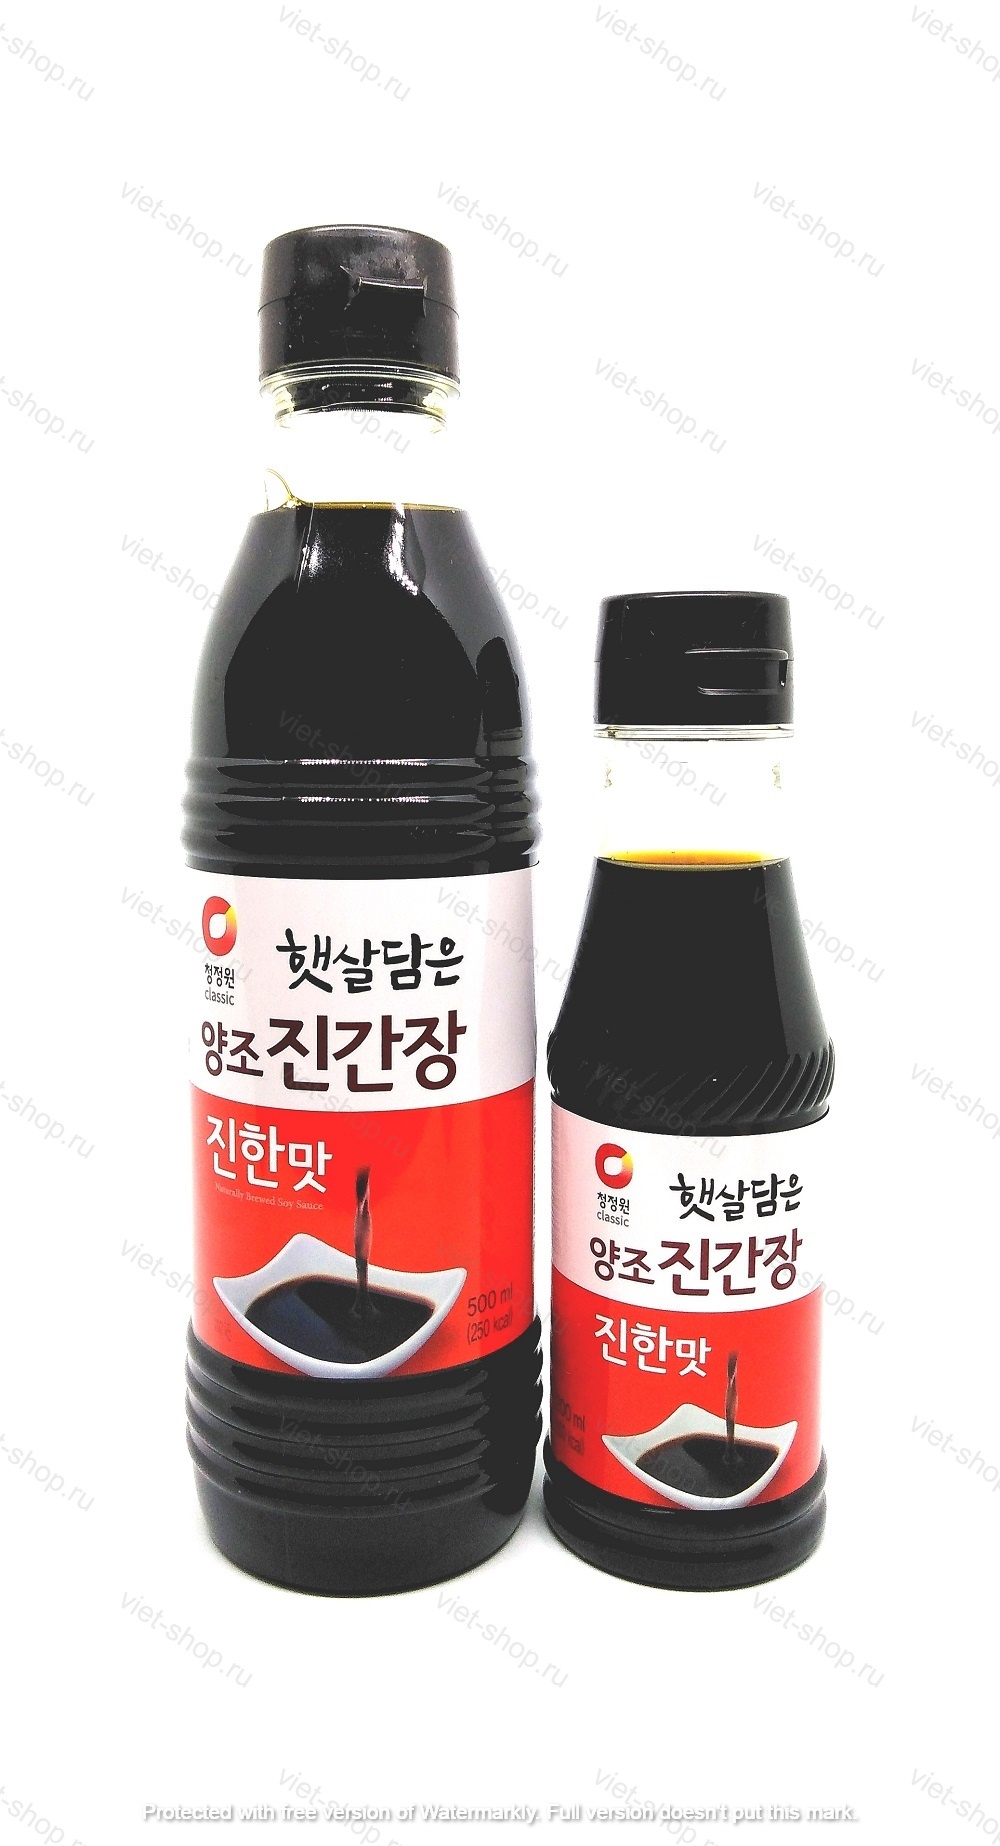 청정원
classic
햇살담은
양조진간장
진한맛
Naturally Brewed Soy Sauce
500 ml
(250 kcal)
청정원
classic
햇살담은
양조진간장
진한맛
ml
kcal)
viet-shop.ru
Protected with free version of Watermarkly. Full version doesn't put this mark.